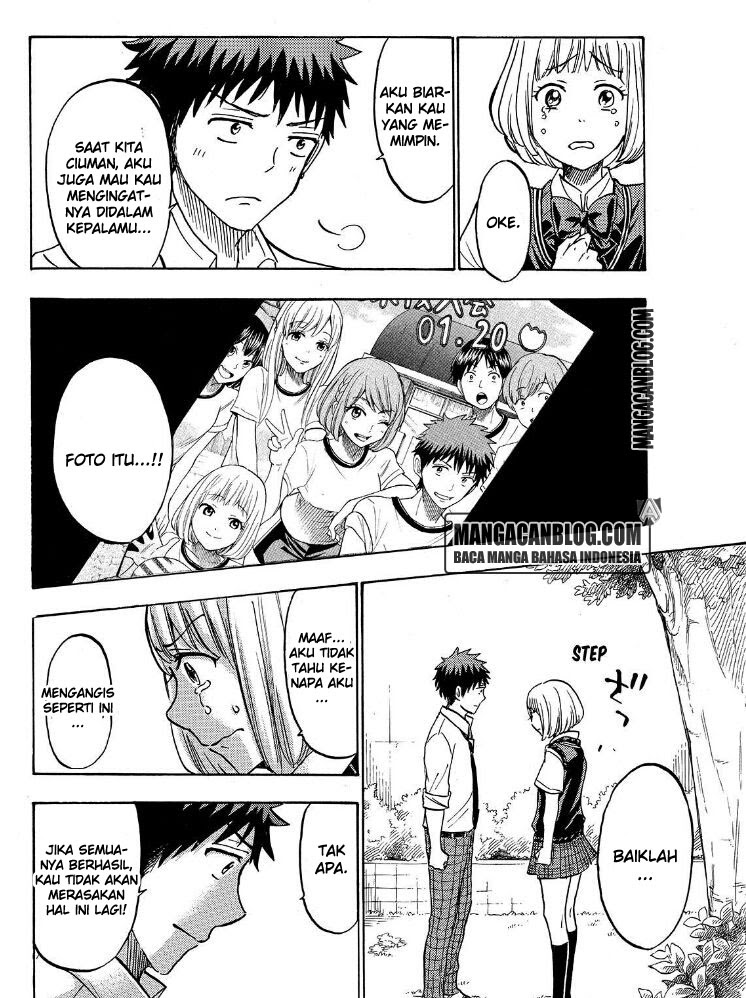 OKE.
AKU BIAR-
KAN KAU
YANG ME-
MIMPIN.
SAAT KITA
CIUMAN, AKU
JUGA MAU KAU
MENGINGAT-
NYA DIDALAM
KEPALAMU...
01.20
大会
FOTO ITU...!!
MANGACANBLOG.COM
MANGACANBLOG.COM
BACA MANGA BAHASA INDONESIA
STEP
BAIKLAH
...
MAAF...
AKU TIDAK
TAHU KE-
NAPA AKU
...
MENGANGIS
SEPERTI INI
...
TAK
APA.
JIKA SEMUA-
NYA BERHASIL,
KAU TIDAK AKAN
MERASAKAN
HAL INI LAGI!